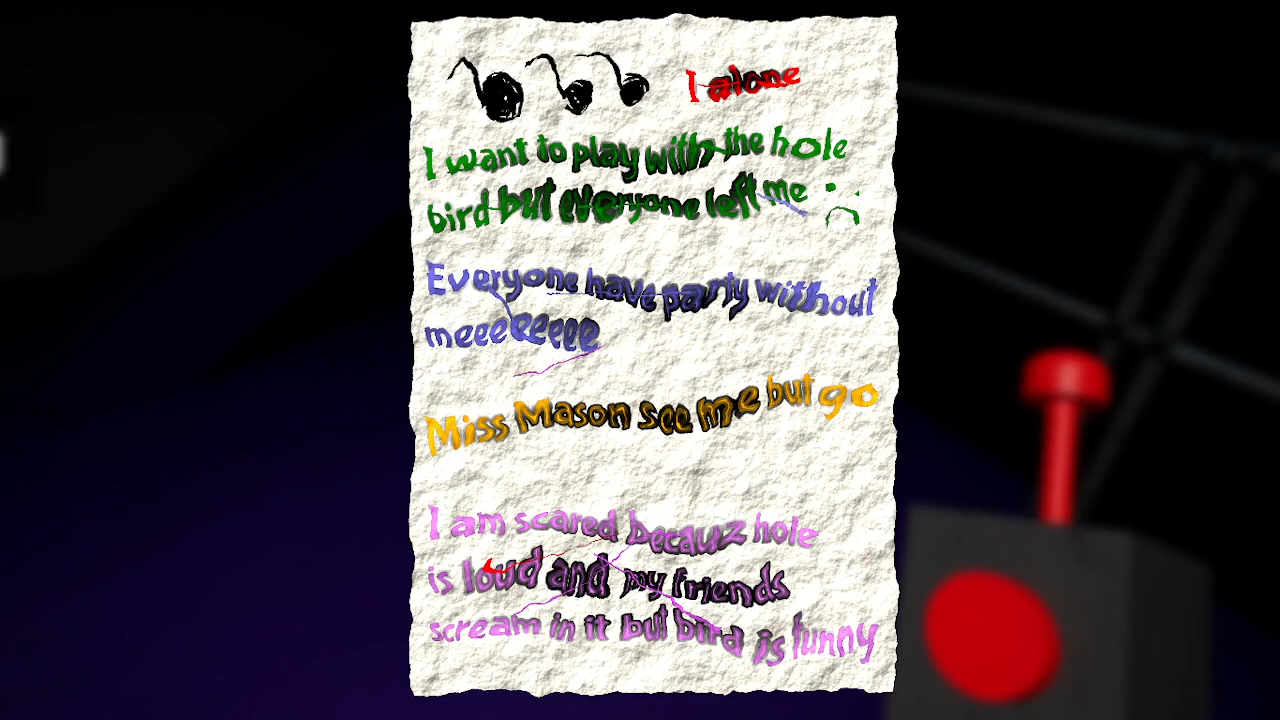 I alone
I want to play with the hole
bird but everyone left me :(
Everyone have party without
meeeeeeee
Miss Mason see me but go
I am scared becauz hole
is loud and my friends
scream in it but bird is funny